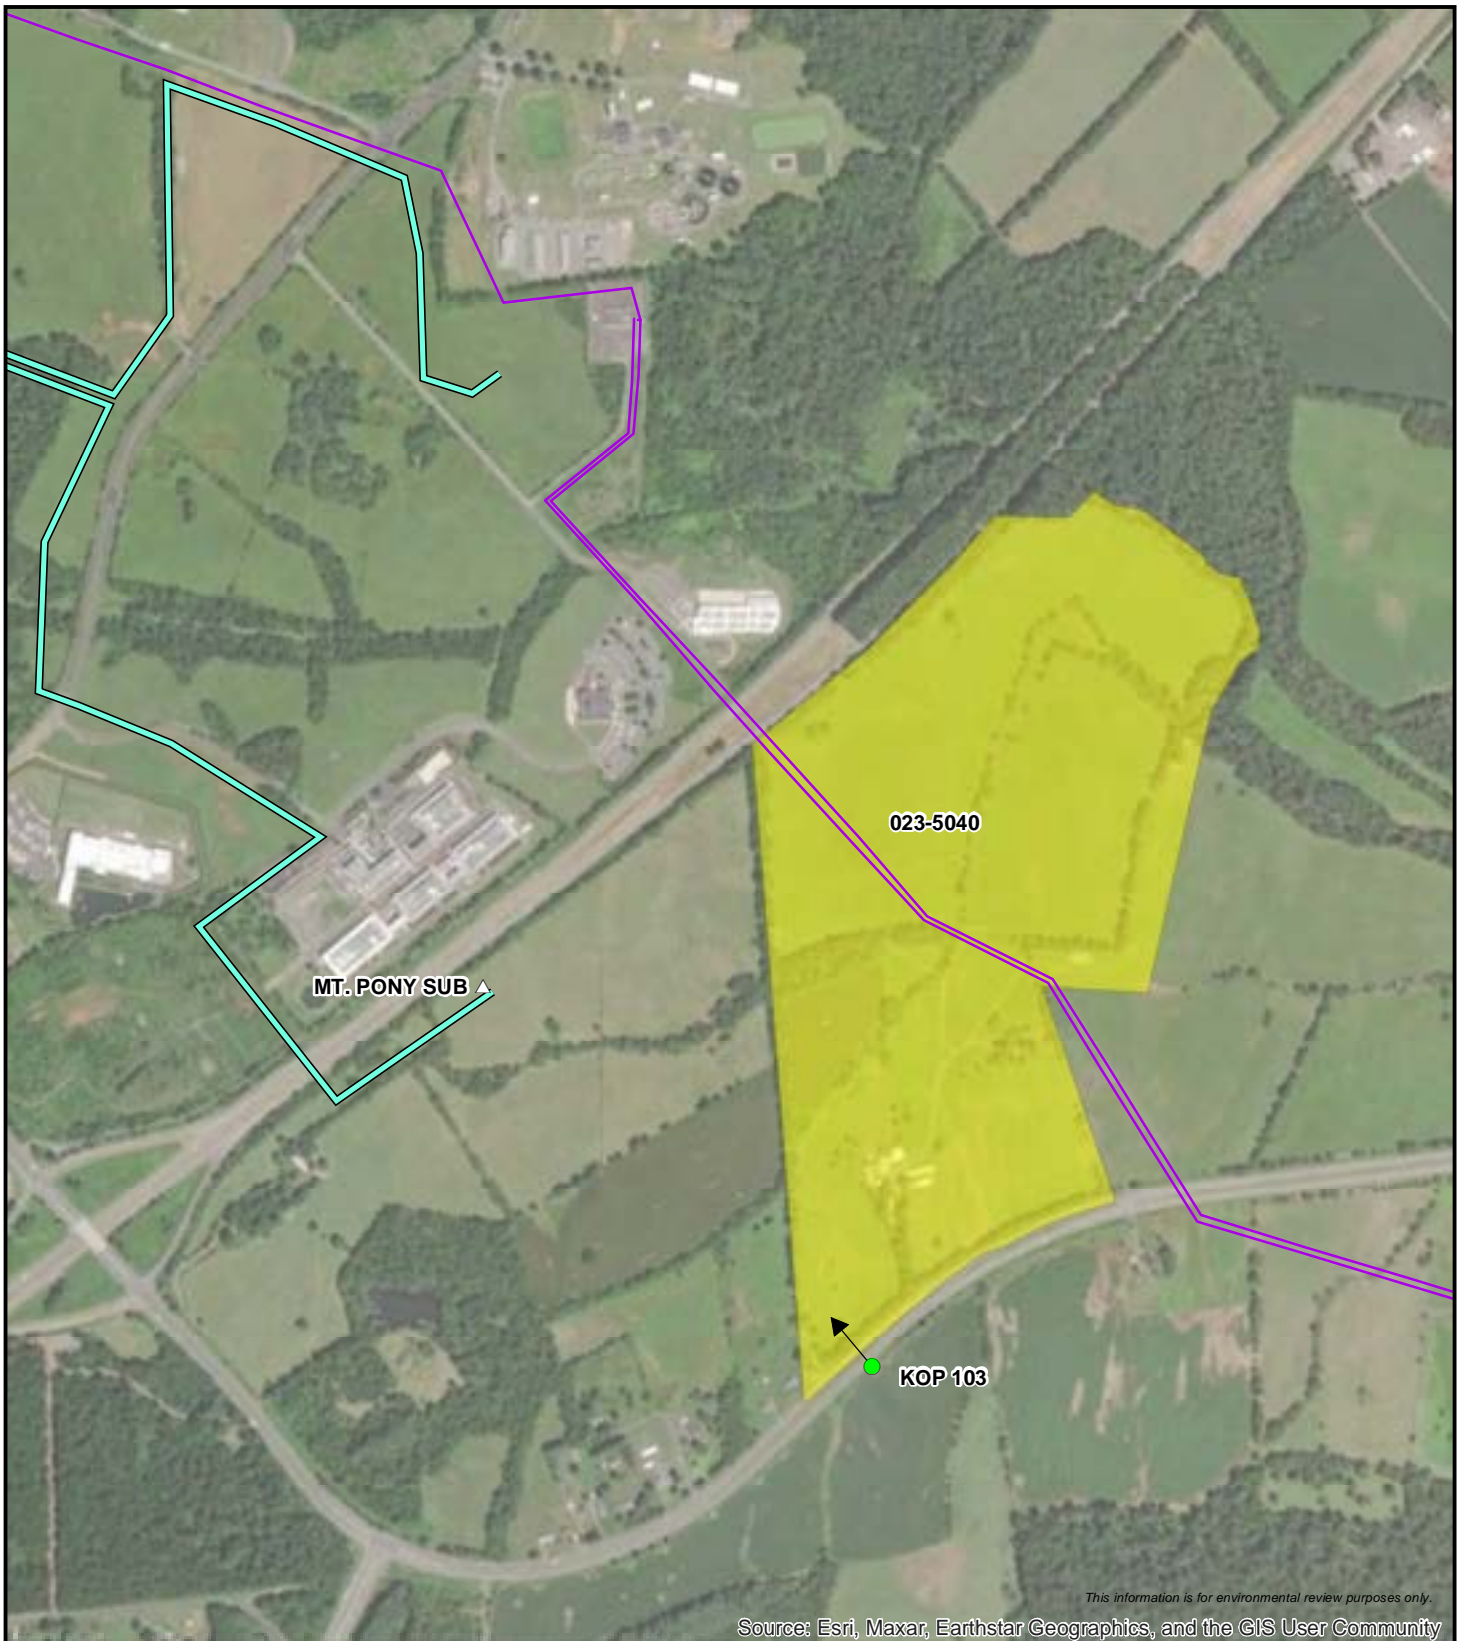 023-5040
MT. PONY SUB
KOP 103
This information is for environmental review purposes only.
Source: Esri, Maxar, Earthstar Geographics, and the GIS User Community